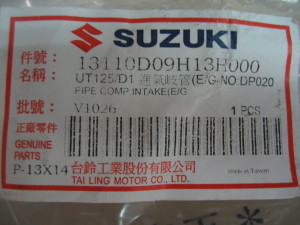 SUZUKI
件號： 13110D09H13H000
名稱： UT125/D1 進氣岐管(E/G-NO:DP020
PIPE COMP INTAKE(E/G
批號： V1026 1 PCS
正廠零件
GENUINE
PARTS
P-13X14 台鈴工業股份有限公司 Made in Taiwan
TAI LING MOTOR CO., LTD.